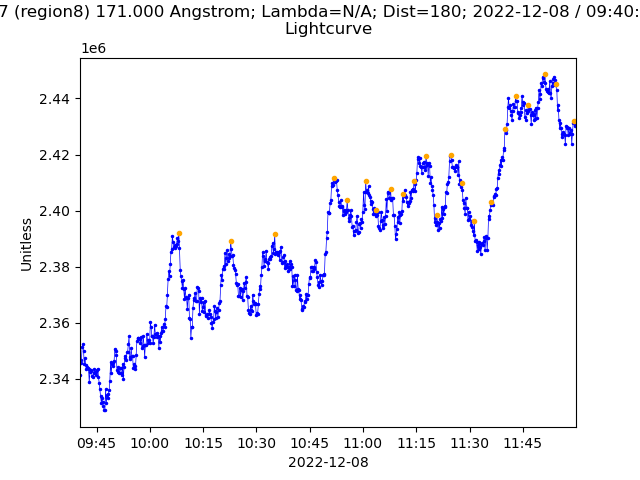 7 (region8) 171.000 Angstrom; Lambda=N/A; Dist=180; 2022-12-08 / 09:40:
Lightcurve
1e6
2.44
2.42
2.40
2.38
2.36
2.34
Unitless
09:45 10:00 10:15 10:30 10:45 11:00 11:15 11:30 11:45
2022-12-08